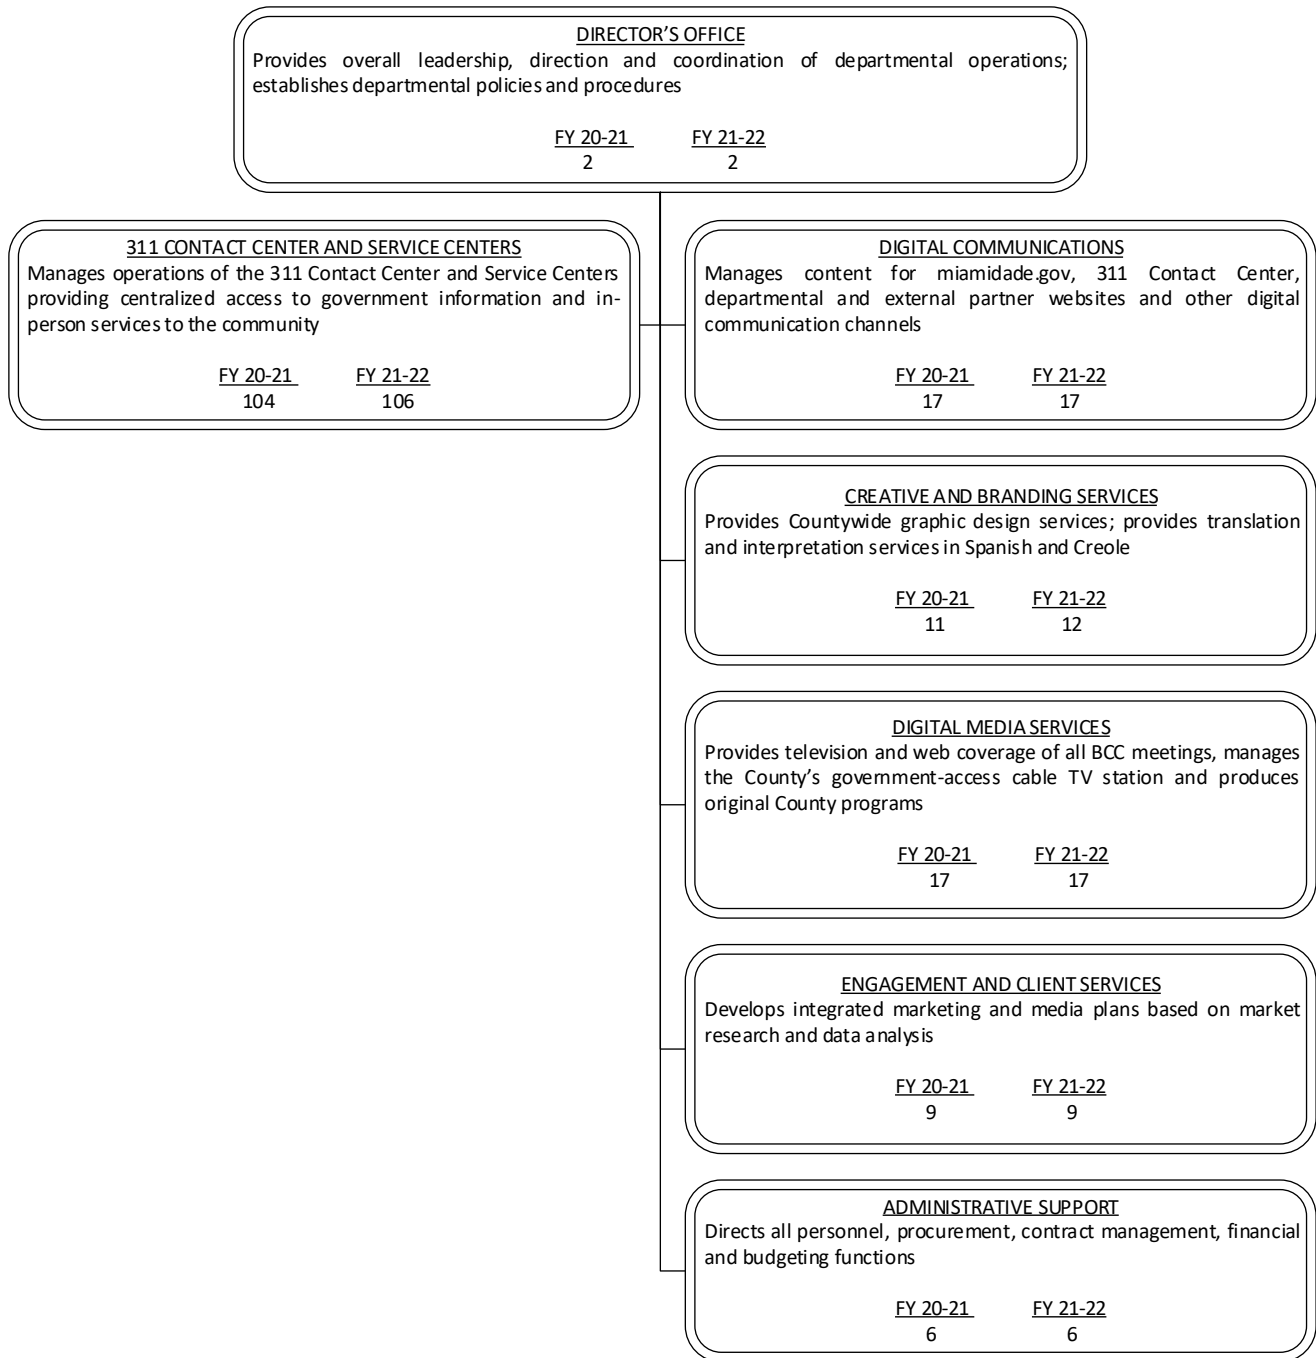 DIRECTOR'S OFFICE
Provides overall leadership, direction and coordination of departmental operations;
establishes departmental policies and procedures
FY 20-21 FY 21-22
2 2
311 CONTACT CENTER AND SERVICE CENTERS
Manages operations of the 311 Contact Center and Service Centers
providing centralized access to government information and in-
person services to the community
FY 20-21 FY 21-22
104 106
DIGITAL COMMUNICATIONS
Manages content for miamidade.gov, 311 Contact Center,
departmental and external partner websites and other digital
communication channels
FY 20-21 FY 21-22
17 17
CREATIVE AND BRANDING SERVICES
Provides Countywide graphic design services; provides translation
and interpretation services in Spanish and Creole
FY 20-21 FY 21-22
11 12
DIGITAL MEDIA SERVICES
Provides television and web coverage of all BCC meetings, manages
the County's government-access cable TV station and produces
original County programs
FY 20-21 FY 21-22
17 17
ENGAGEMENT AND CLIENT SERVICES
Develops integrated marketing and media plans based on market
research and data analysis
FY 20-21 FY 21-22
9 9
ADMINISTRATIVE SUPPORT
Directs all personnel, procurement, contract management, financial
and budgeting functions
FY 20-21 FY 21-22
6 6